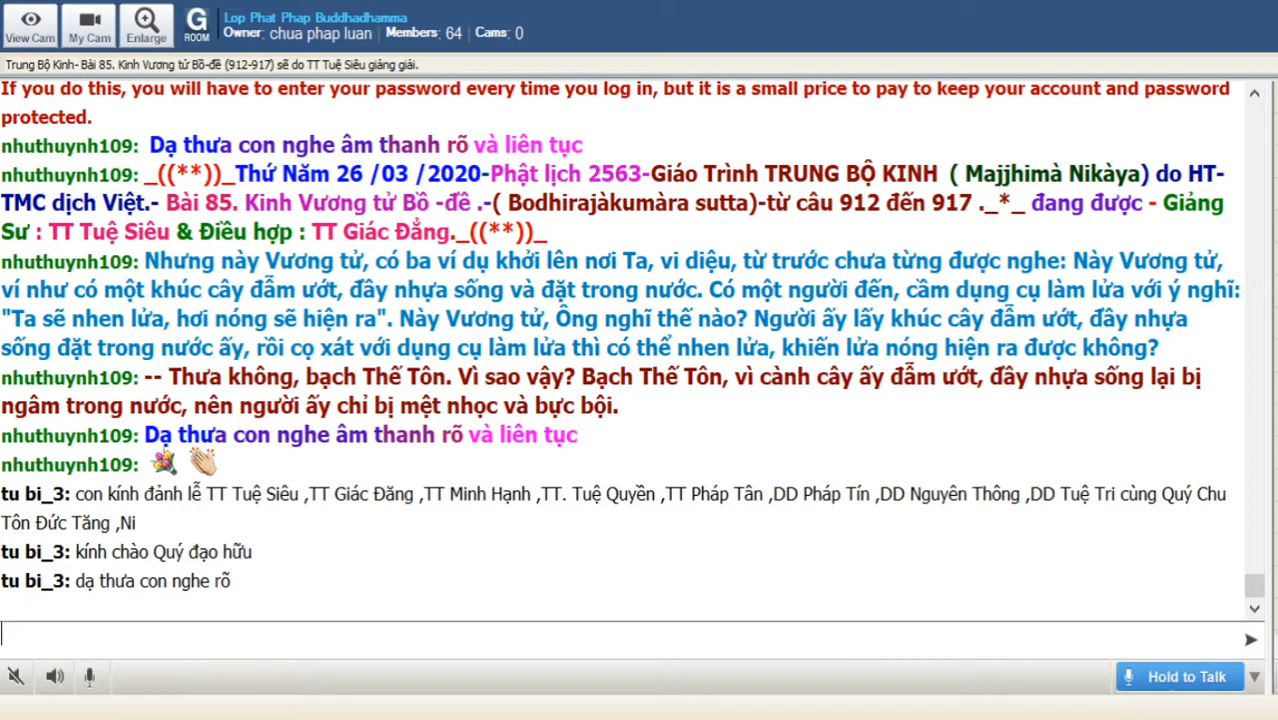 View Cam
My Cam
Enlarge
G
ROOM
Lop Phat Phap Buddhadhamma
Owner: chua phap luan | Members: 64 | Cams: 0
Trung Bộ Kinh- Bài 85. Kinh Vương tử Bồ-đề (912-917) sẽ do TT Tuệ Siêu giảng giải.
If you do this, you will have to enter your password every time you log in, but it is a small price to pay to keep your account and password
protected.
nhuthuynh109: Dạ thưa con nghe âm thanh rõ và liên tục
nhuthuynh109: _((**))_Thứ Năm 26 /03 /2020-Phật lịch 2563-Giáo Trình TRUNG BỘ KINH ( Majjhimà Nikàya) do HT-
TMC dịch Việt.- Bài 85. Kinh Vương tử Bồ -đề .-( Bodhirajàkumàra sutta)-từ câu 912 đến 917 ._*_ đang được - Giảng
Sư : TT Tuệ Siêu & Điều hợp : TT Giác Đẳng._((**))_
nhuthuynh109: Nhưng này Vương tử, có ba ví dụ khởi lên nơi Ta, vi diệu, từ trước chưa từng được nghe: Này Vương tử,
ví như có một khúc cây đẫm ướt, đầy nhựa sống và đặt trong nước. Có một người đến, cầm dụng cụ làm lửa với ý nghĩ:
"Ta sẽ nhen lửa, hơi nóng sẽ hiện ra". Này Vương tử, Ông nghĩ thế nào? Người ấy lấy khúc cây đẫm ướt, đầy nhựa
sống đặt trong nước ấy, rồi cọ xát với dụng cụ làm lửa thì có thể nhen lửa, khiến lửa nóng hiện ra được không?
nhuthuynh109: -- Thưa không, bạch Thế Tôn. Vì sao vậy? Bạch Thế Tôn, vì cành cây ấy đẫm ướt, đầy nhựa sống lại bị
ngâm trong nước, nên người ấy chỉ bị mệt nhọc và bực bội.
nhuthuynh109: Dạ thưa con nghe âm thanh rõ và liên tục
nhuthuynh109:
tu bi_3: con kính đảnh lễ TT Tuệ Siêu ,TT Giác Đăng ,TT Minh Hạnh ,TT. Tuệ Quyền ,TT Pháp Tân ,DD Pháp Tín ,DD Nguyên Thông ,DD Tuệ Tri cùng Quý Chu
Tôn Đức Tăng ,Ni
tu bi_3: kính chào Quý đạo hữu
tu bi_3: dạ thưa con nghe rõ
Hold to Talk